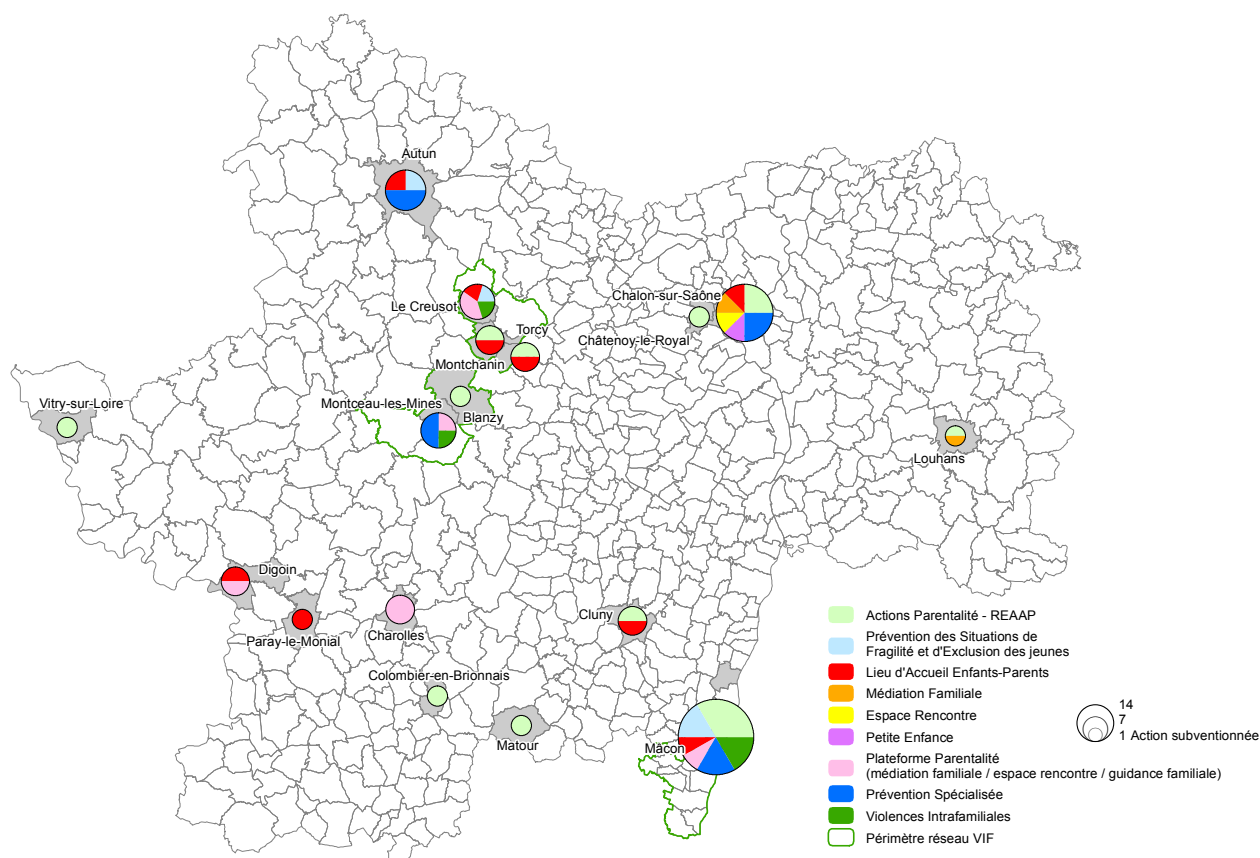 Autun
Le Creusot
Chalon-sur-Saône
Torcy
Châtenoy-le-Royal
Montchanin
Vitry-sur-Loire
Montceau-les-Mines
Blanzy
Louhans
Digoin
Paray-le-Monial
Charolles
Cluny
Colombier-en-Brionnais
Matour
Mâcon
Actions Parentalité - REAAP
Prévention des Situations de
Fragilité et d'Exclusion des jeunes
Lieu d'Accueil Enfants-Parents
Médiation Familiale
Espace Rencontre
Petite Enfance
Plateforme Parentalité
(médiation familiale / espace rencontre / guidance familiale)
Prévention Spécialisée
Violences Intrafamiliales
Périmètre réseau VIF
14
7
1 Action subventionnée